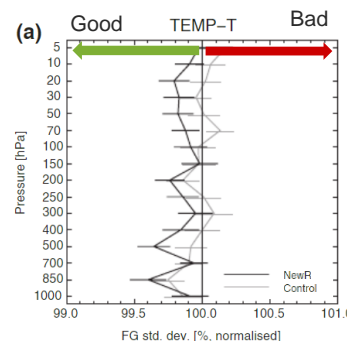 Good Bad
(a) TEMP-T
5
10
20
30
50
70
100
150
200
250
300
400
500
700
850
1000
Pressure [hPa]
NewR
Control
99.0 99.5 100.0 100.5 101.0
FG std. dev. [%, normalised]